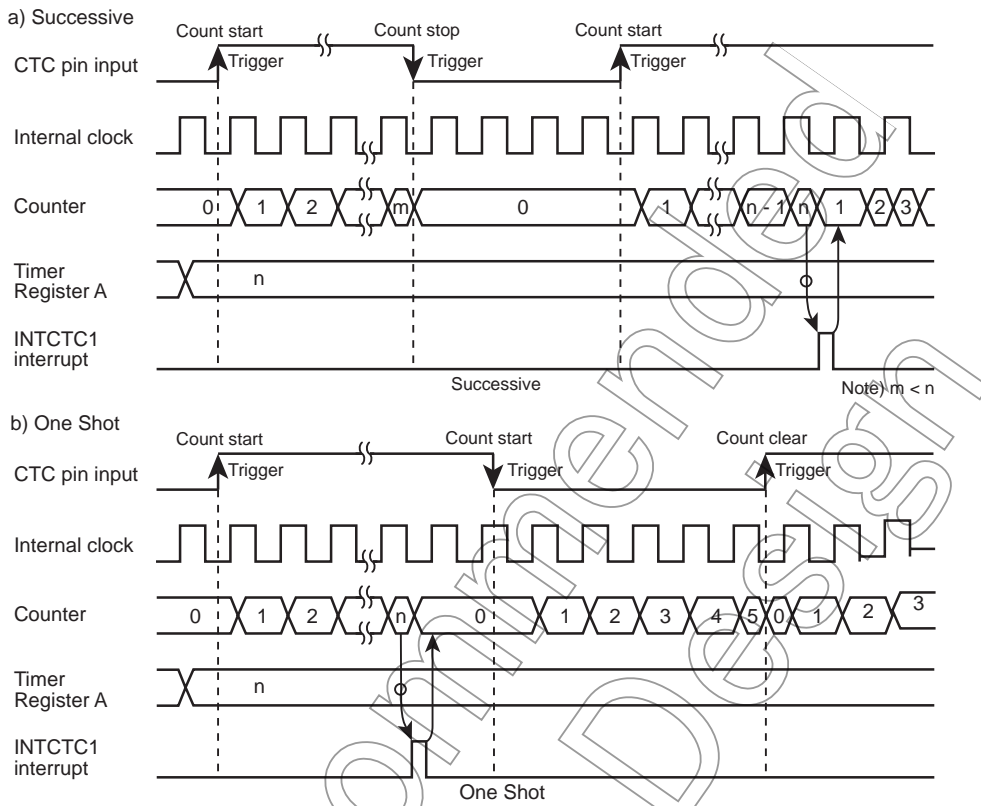 a) Successive
Count start Count stop Count start
CTC pin input Trigger Trigger Trigger
Internal clock
Counter 0 1 2 m 0 1 n - 1 n 1 2 3
Timer
Register A n
INTCTC1
interrupt
Successive Note) m < n
b) One Shot
Count start Count start Count clear
CTC pin input Trigger Trigger Trigger
Internal clock
Counter 0 1 2 n 0 1 2 3 4 5 0 1 2 3
Timer
Register A n
INTCTC1
interrupt
One Shot
ommended
Design